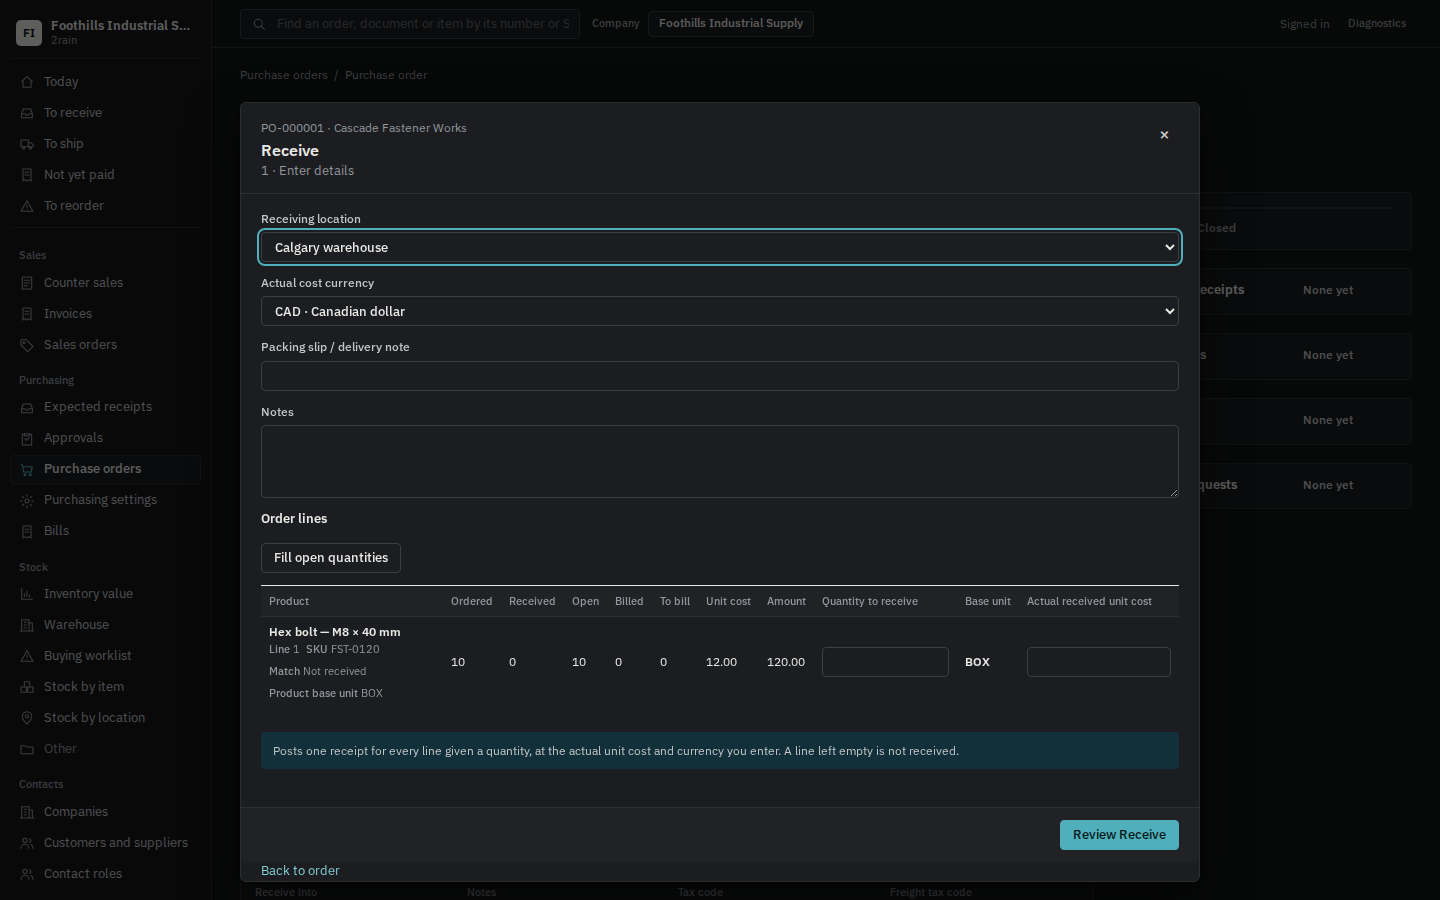 FI
Foothills Industrial S...
2rain
Today
To receive
To ship
Not yet paid
To reorder
Sales
Counter sales
Invoices
Sales orders
Purchasing
Expected receipts
Approvals
Purchase orders
Purchasing settings
Bills
Stock
Inventory value
Warehouse
Buying worklist
Stock by item
Stock by location
Other
Contacts
Companies
Customers and suppliers
Contact roles
Find an order, document or item by its number or S
Company
Foothills Industrial Supply
Signed in
Diagnostics
Purchase orders / Purchase order
PO-000001 · Cascade Fastener Works
Receive
1 · Enter details
×
Receiving location
Calgary warehouse
Actual cost currency
CAD · Canadian dollar
Packing slip / delivery note
Notes
Order lines
Fill open quantities
Product Ordered Received Open Billed To bill Unit cost Amount Quantity to receive Base unit Actual received unit cost
Hex bolt — M8 × 40 mm
Line 1 SKU FST-0120
Match Not received
Product base unit BOX
10 0 10 0 0 12.00 120.00 BOX
Posts one receipt for every line given a quantity, at the actual unit cost and currency you enter. A line left empty is not received.
Review Receive
Back to order
Closed
eceipts None yet
s None yet
None yet
quests None yet
Receive into Notes Tax code Freight tax code